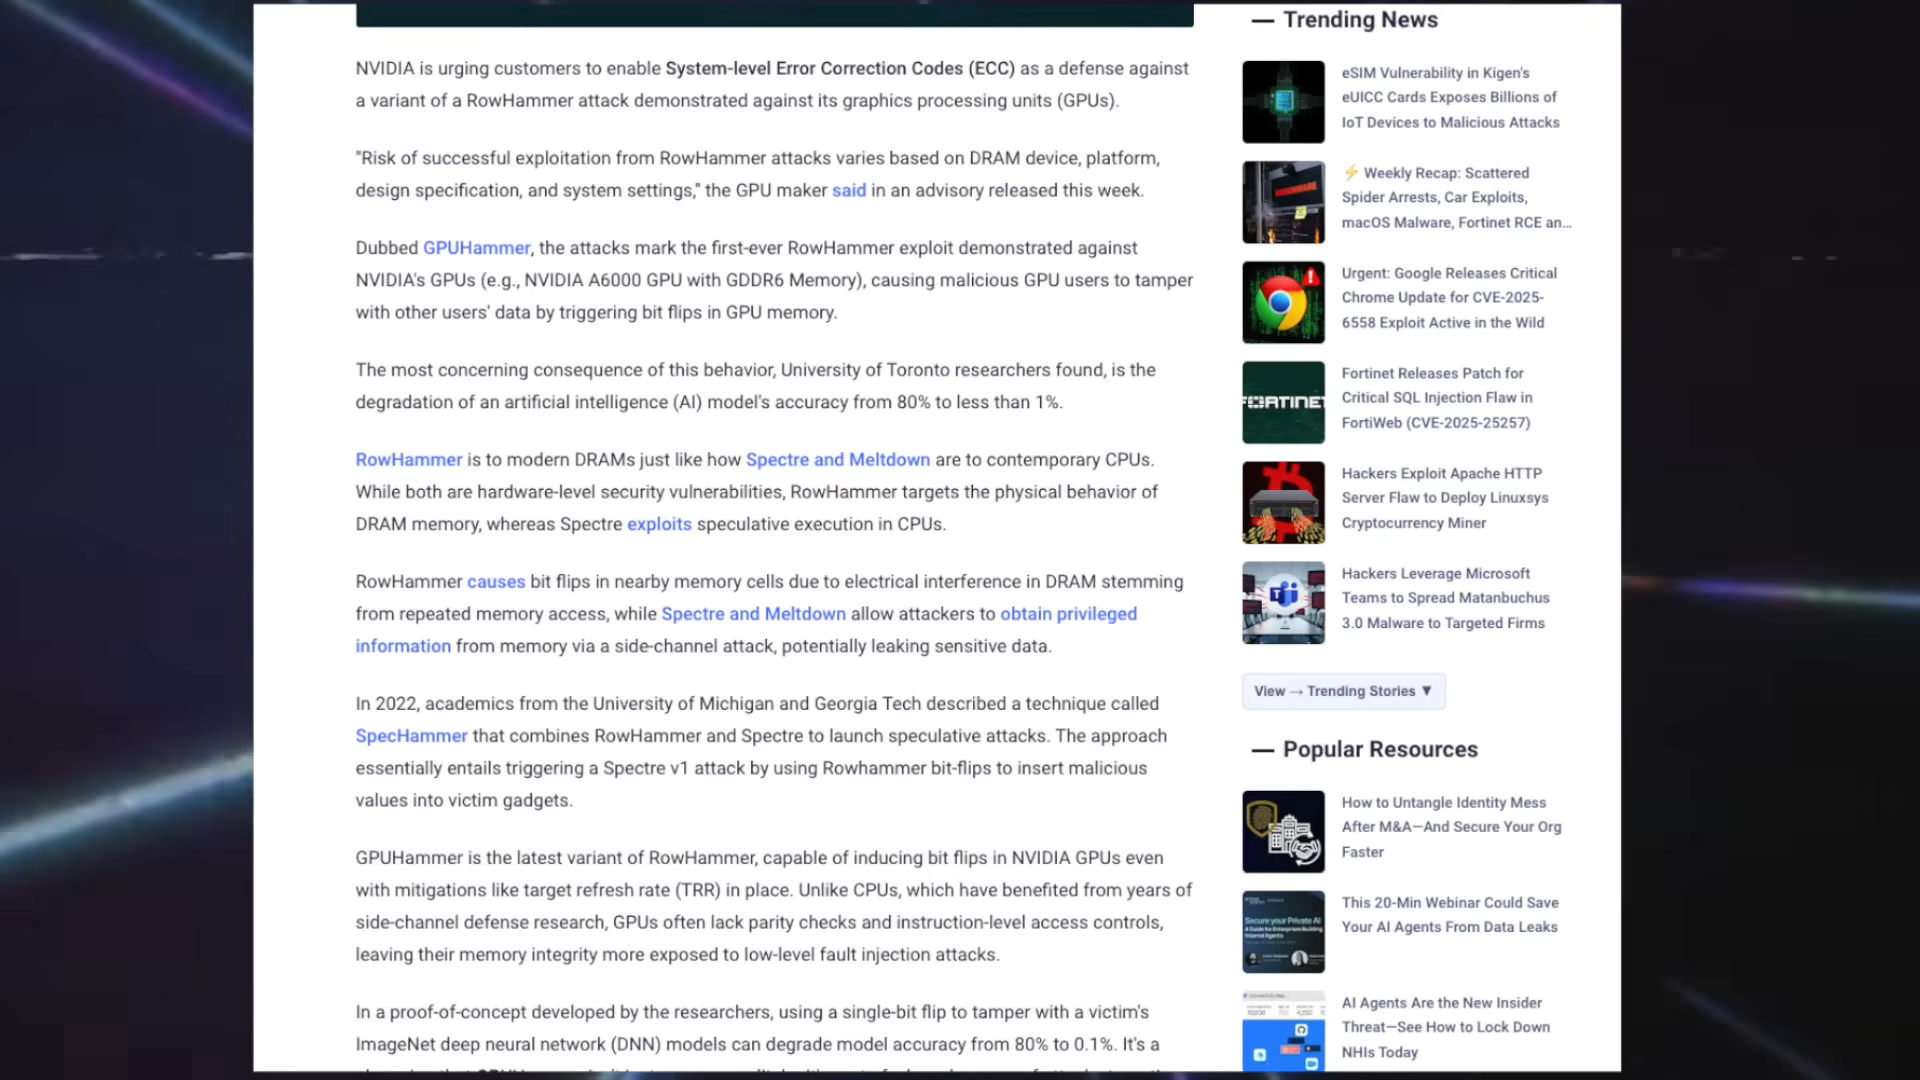 NVIDIA is urging customers to enable System-level Error Correction Codes (ECC) as a defense against
a variant of a RowHammer attack demonstrated against its graphics processing units (GPUs).
"Risk of successful exploitation from RowHammer attacks varies based on DRAM device, platform,
design specification, and system settings," the GPU maker said in an advisory released this week.
Dubbed GPUHammer, the attacks mark the first-ever RowHammer exploit demonstrated against
NVIDIA's GPUs (e.g., NVIDIA A6000 GPU with GDDR6 Memory), causing malicious GPU users to tamper
with other users' data by triggering bit flips in GPU memory.
The most concerning consequence of this behavior, University of Toronto researchers found, is the
degradation of an artificial intelligence (AI) model's accuracy from 80% to less than 1%.
RowHammer is to modern DRAMs just like how Spectre and Meltdown are to contemporary CPUs.
While both are hardware-level security vulnerabilities, RowHammer targets the physical behavior of
DRAM memory, whereas Spectre exploits speculative execution in CPUs.
RowHammer causes bit flips in nearby memory cells due to electrical interference in DRAM stemming
from repeated memory access, while Spectre and Meltdown allow attackers to obtain privileged
information from memory via a side-channel attack, potentially leaking sensitive data.
In 2022, academics from the University of Michigan and Georgia Tech described a technique called
SpecHammer that combines RowHammer and Spectre to launch speculative attacks. The approach
essentially entails triggering a Spectre v1 attack by using Rowhammer bit-flips to insert malicious
values into victim gadgets.
GPUHammer is the latest variant of RowHammer, capable of inducing bit flips in NVIDIA GPUs even
with mitigations like target refresh rate (TRR) in place. Unlike CPUs, which have benefited from years of
side-channel defense research, GPUs often lack parity checks and instruction-level access controls,
leaving their memory integrity more exposed to low-level fault injection attacks.
In a proof-of-concept developed by the researchers, using a single-bit flip to tamper with a victim's
ImageNet deep neural network (DNN) models can degrade model accuracy from 80% to 0.1%. It's a
— Trending News
eSIM Vulnerability in Kigen's
eUICC Cards Exposes Billions of
IoT Devices to Malicious Attacks
RANSOMWARE
⚡ Weekly Recap: Scattered
Spider Arrests, Car Exploits,
macOS Malware, Fortinet RCE an...
Urgent: Google Releases Critical
Chrome Update for CVE-2025-
6558 Exploit Active in the Wild
FORTINET
Fortinet Releases Patch for
Critical SQL Injection Flaw in
FortiWeb (CVE-2025-25257)
Hackers Exploit Apache HTTP
Server Flaw to Deploy Linuxsys
Cryptocurrency Miner
Hackers Leverage Microsoft
Teams to Spread Matanbuchus
3.0 Malware to Targeted Firms
View → Trending Stories ▼
— Popular Resources
How to Untangle Identity Mess
After M&A—And Secure Your Org
Faster
Secure your Private AI
This 20-Min Webinar Could Save
Your AI Agents From Data Leaks
AI Agents Are the New Insider
Threat—See How to Lock Down
NHIs Today